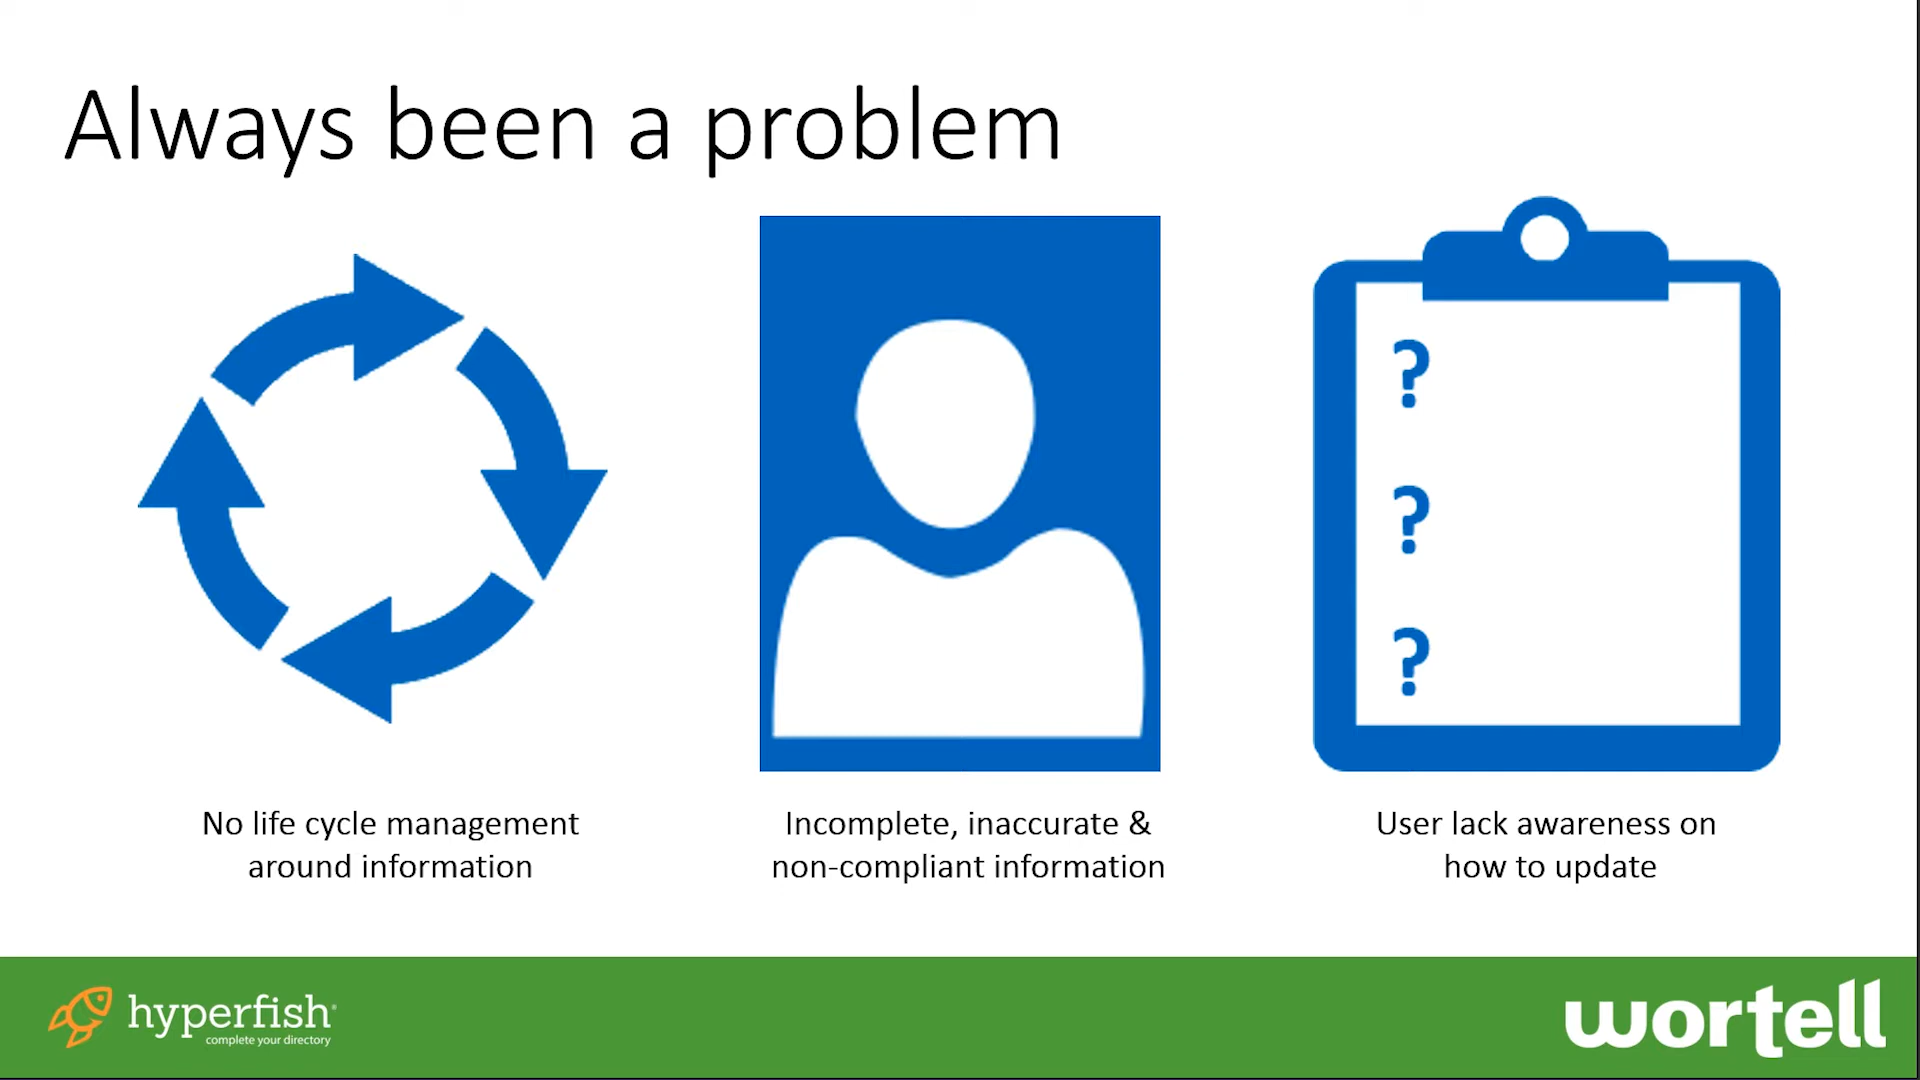 Always been a problem
?
?
?
No life cycle management
around information
Incomplete, inaccurate &
non-compliant information
User lack awareness on
how to update
hyperfish
complete your directory
wortell